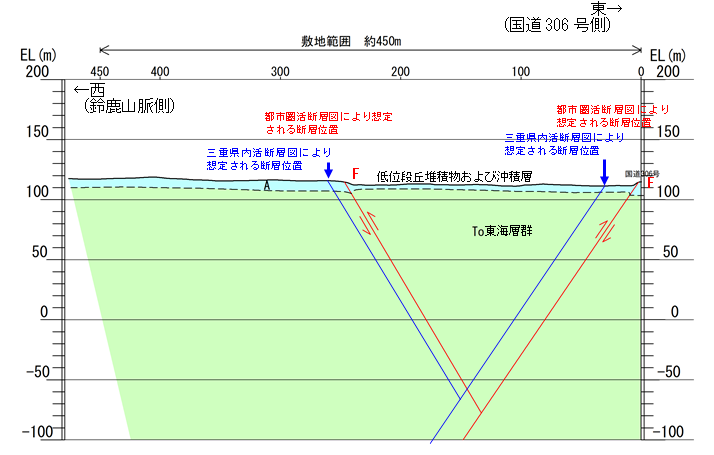 東→
(国道306号側)
敷地範囲 約450m
EL(m)
EL(m)
200
450
400
300
200
100
0
200
←西
(鈴鹿山脈側)
都市圏活断層図により想定
される断層位置
都市圏活断層図により
想定される断層位置
150
150
三重県内活断層図により
想定される断層位置
三重県内活断層図により
想定される断層位置
F
低位段丘堆積物および沖積層
国道306号
F
A
100
100
To東海層群
50
50
0
0
-50
-50
-100
-100